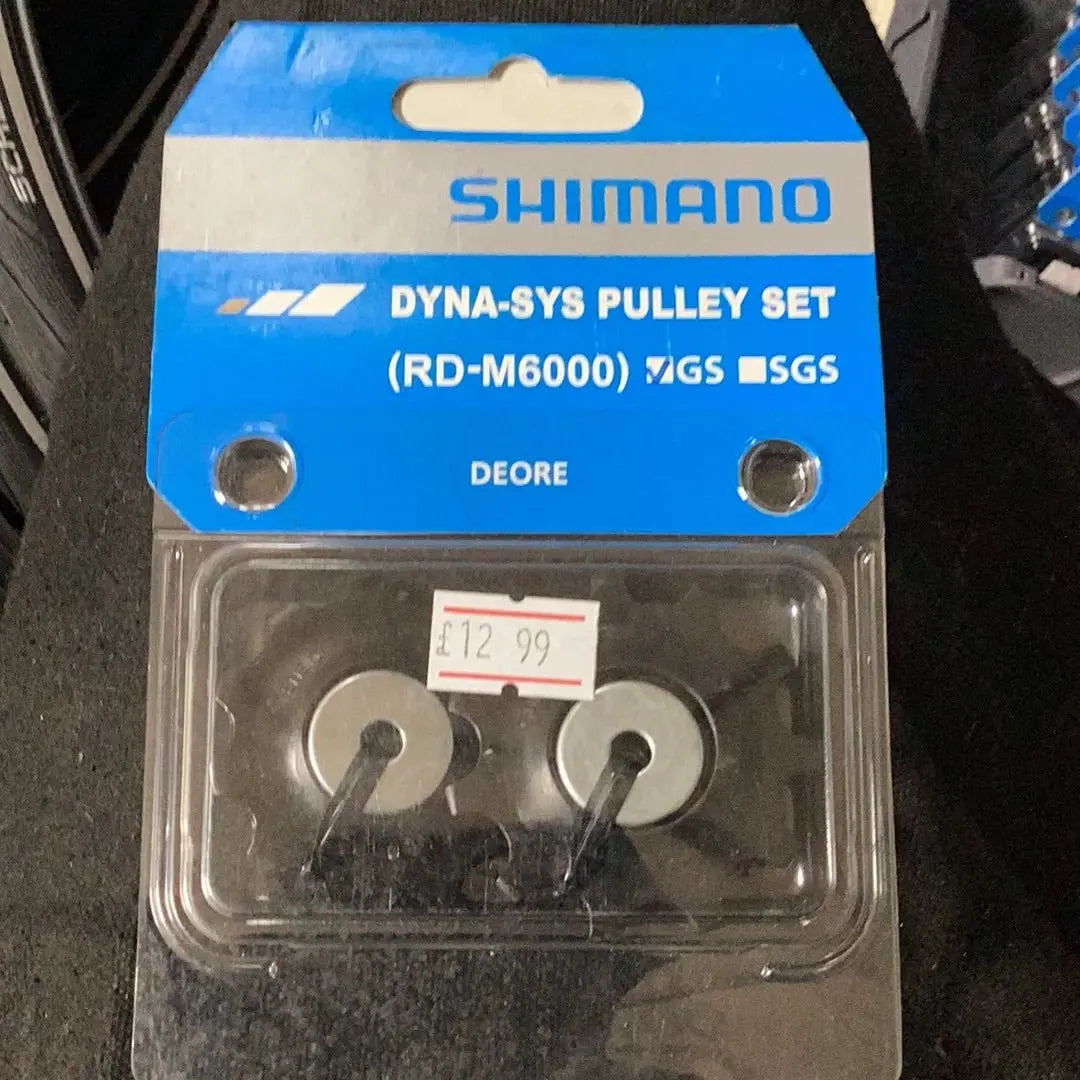 SHIMANO
DYNA-SYS PULLEY SET
(RD-M6000) ☑GS ☐SGS
DEORE
£12 99